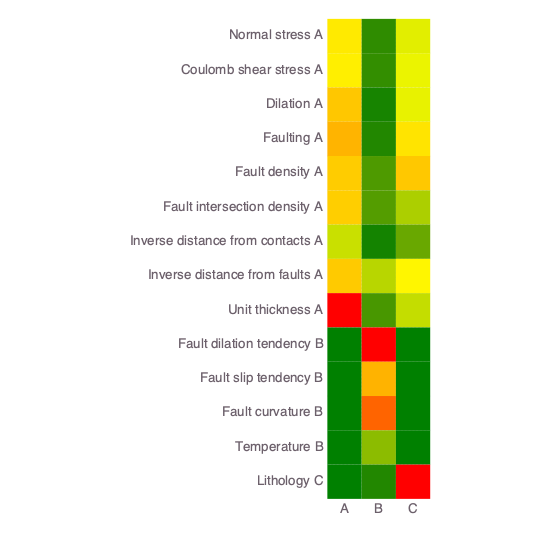 Normal stress A
Coulomb shear stress A
Dilation A
Faulting A
Fault density A
Fault intersection density A
Inverse distance from contacts A
Inverse distance from faults A
Unit thickness A
Fault dilation tendency B
Fault slip tendency B
Fault curvature B
Temperature B
Lithology C
A B C